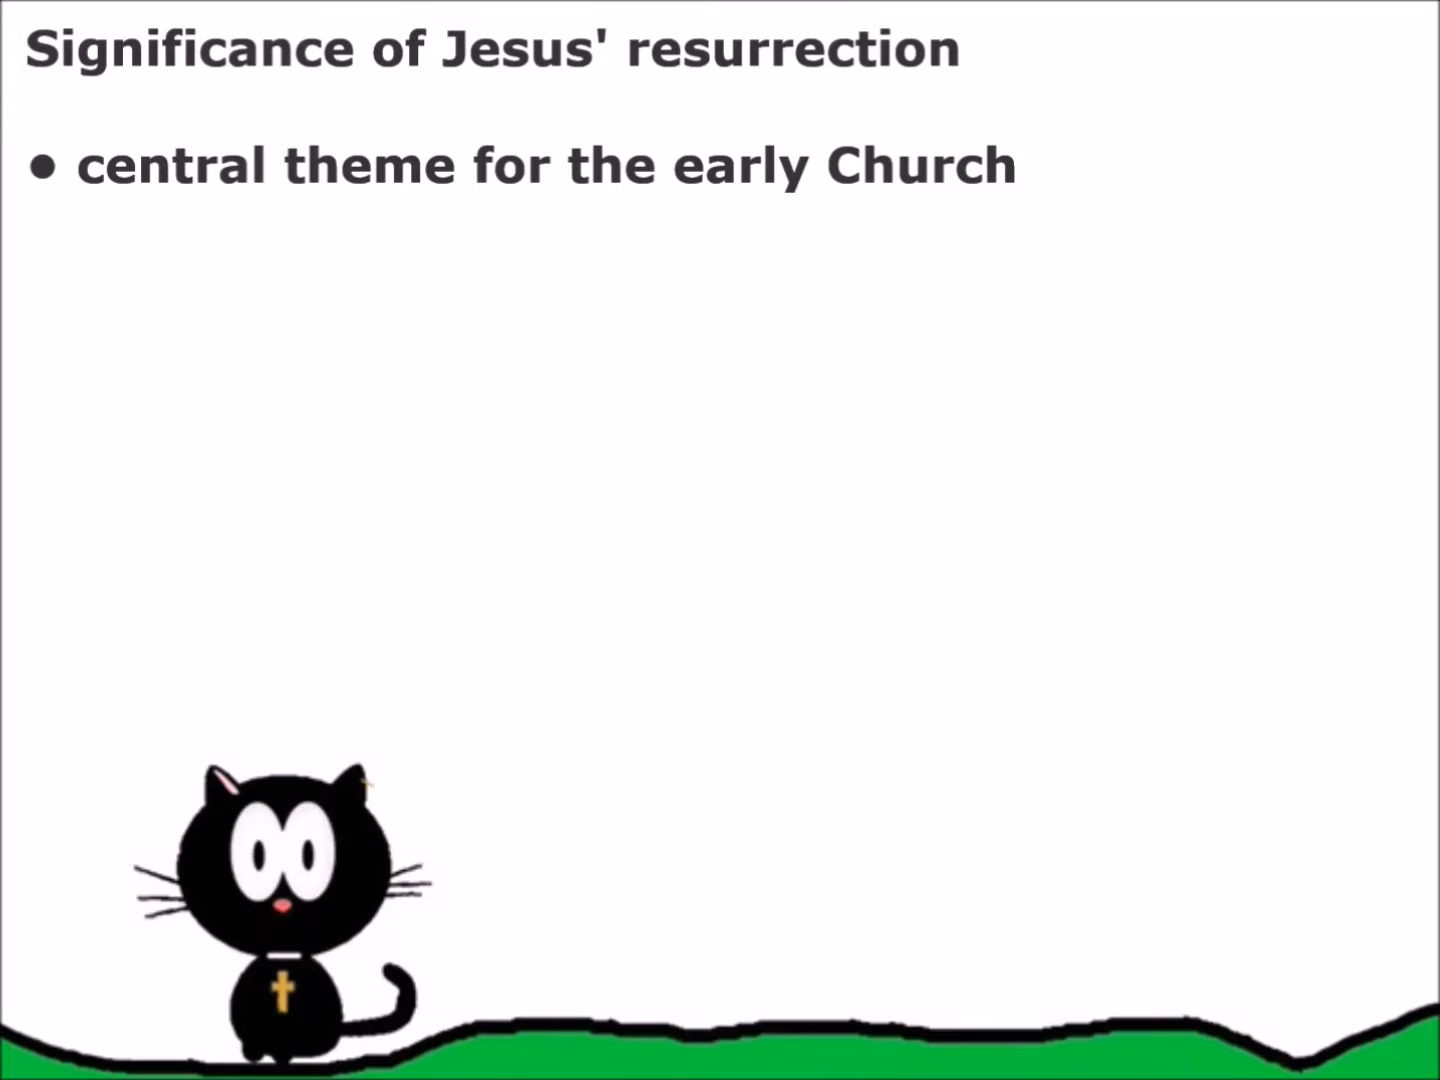 Significance of Jesus' resurrection
• central theme for the early Church